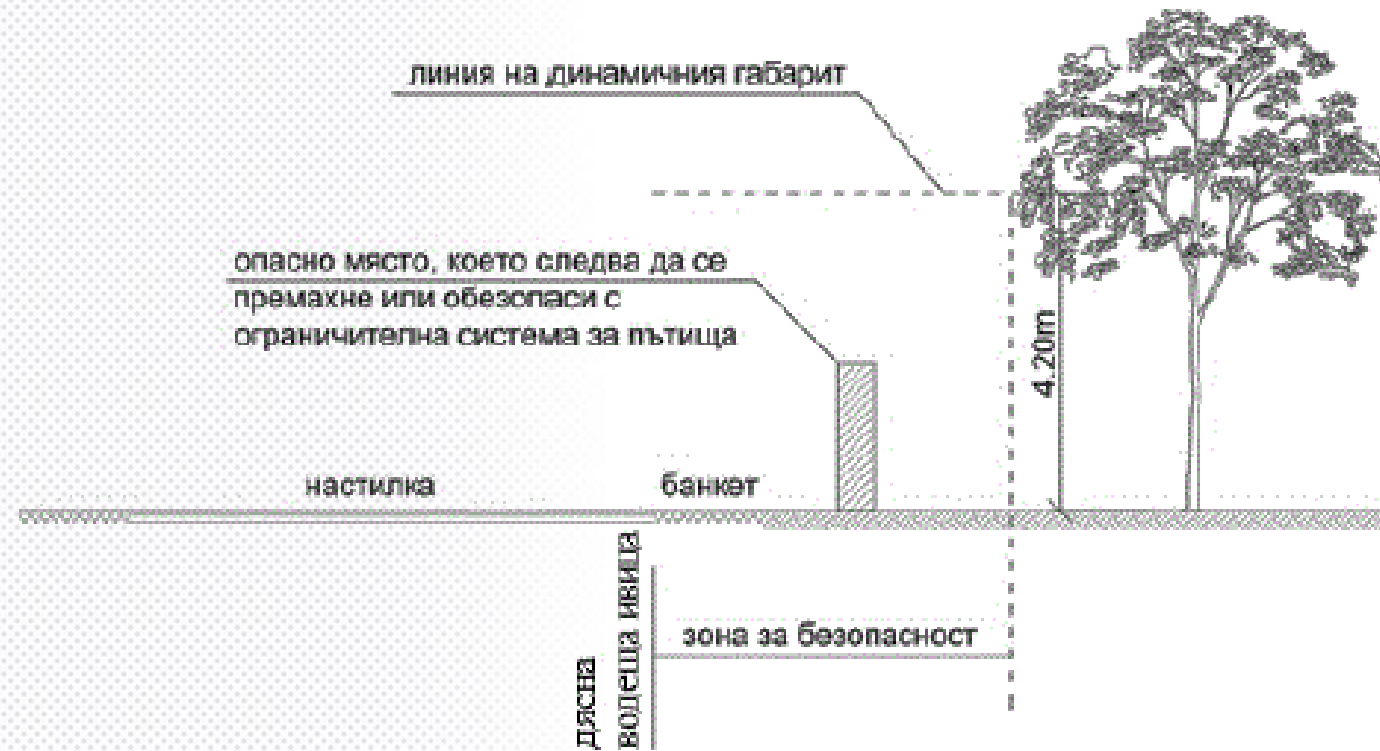 линия на динамичния габарит
опасно място, което следва да се
премахне или обезопаси с
ограничителна система за пътища
4.20m
настилка
банкет
зона за безопасност
дясна
водеща ивица